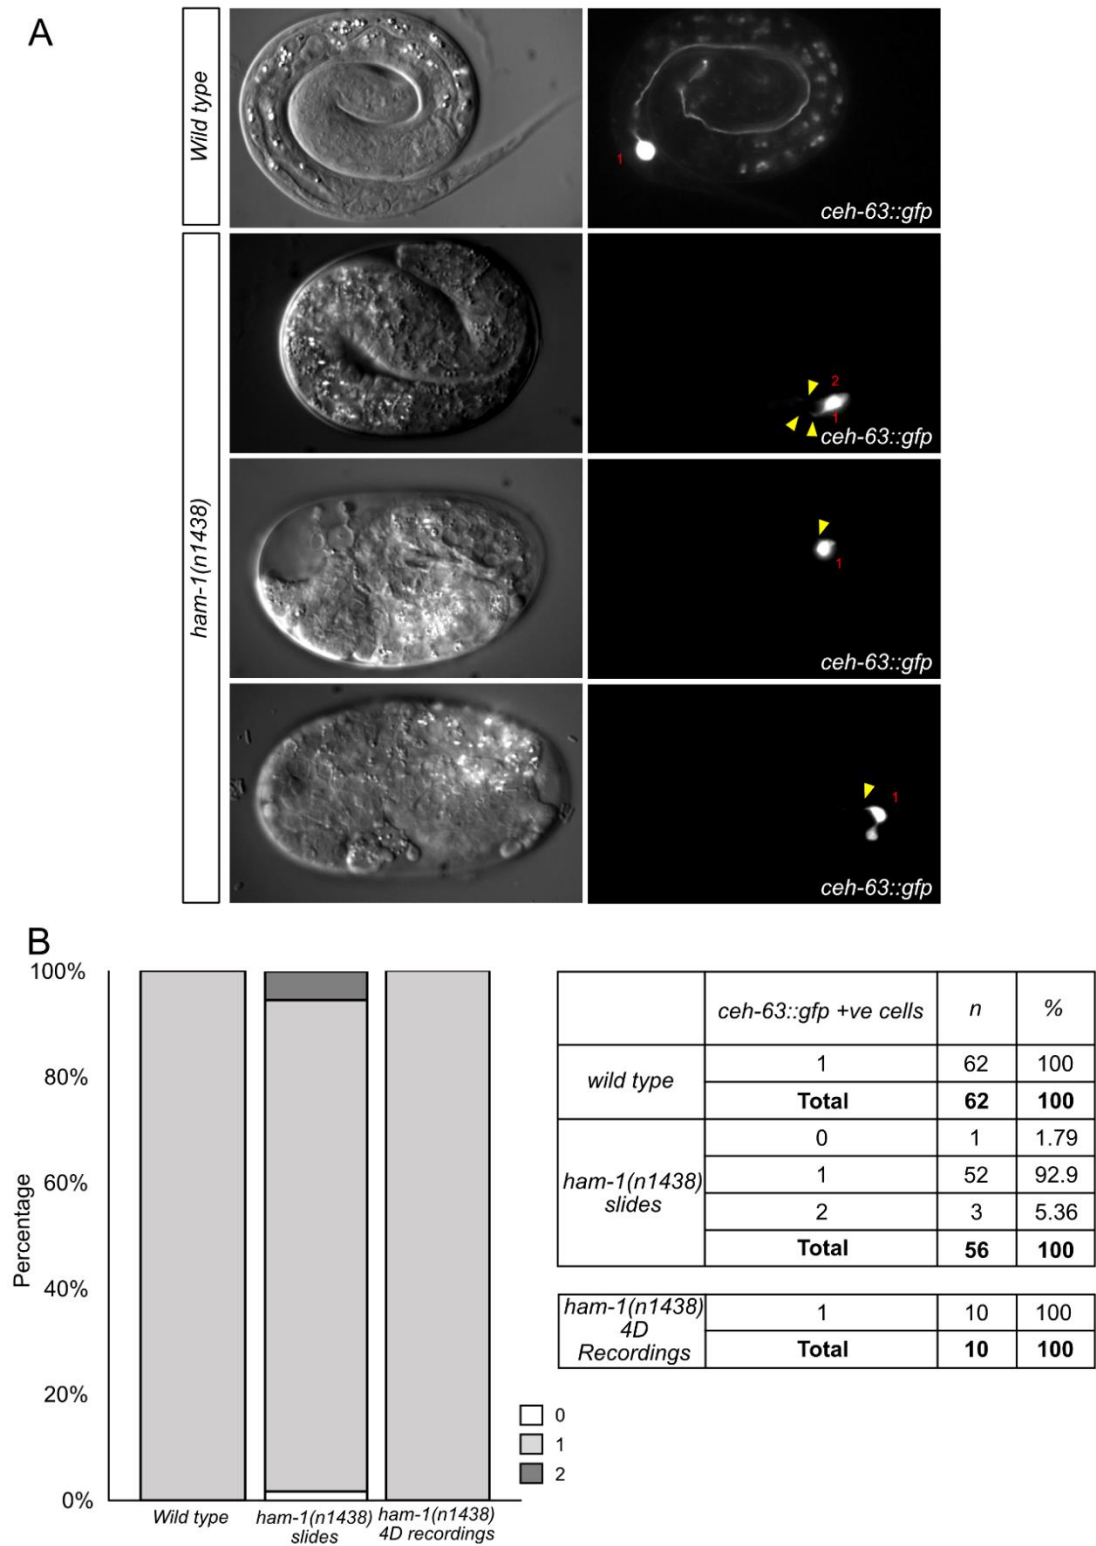 A
Wild type
1
ceh-63::gfp
ham-1(n1438)
2
1
ceh-63::gfp
1
ceh-63::gfp
1
ceh-63::gfp
B
100%
80%
60%
40%
20%
0%
Percentage
Wild type
ham-1(n1438)
slides
ham-1(n1438)
4D recordings
0
1
2
ceh-63::gfp +ve cells n %
wild type
1 62 100
Total 62 100
ham-1(n1438)
slides
0 1 1.79
1 52 92.9
2 3 5.36
Total 56 100
ham-1(n1438)
4D
Recordings
1 10 100
Total 10 100